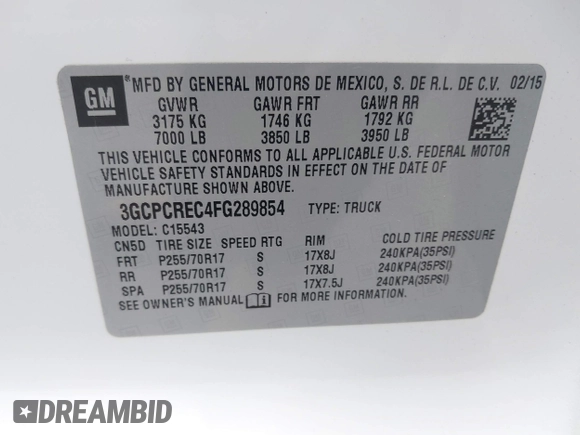 GM ® MFD BY GENERAL MOTORS DE MEXICO, S. DE R.L. DE C.V. 02/15
GVWR GAWR FRT GAWR RR
3175 KG 1746 KG 1792 KG
7000 LB 3850 LB 3950 LB
THIS VEHICLE CONFORMS TO ALL APPLICABLE U.S. FEDERAL MOTOR
VEHICLE SAFETY STANDARDS IN EFFECT ON THE DATE OF
MANUFACTURE SHOWN ABOVE.
3GCPCREC4FG289854 TYPE: TRUCK
MODEL: C15543
CN5D TIRE SIZE SPEED RTG RIM COLD TIRE PRESSURE
FRT P255/70R17 S 17X8J 240KPA(35PSI)
RR P255/70R17 S 17X8J 240KPA(35PSI)
SPA P255/70R17 S 17X7.5J 240KPA(35PSI)
SEE OWNER'S MANUAL i FOR MORE INFORMATION.
DREAMBID